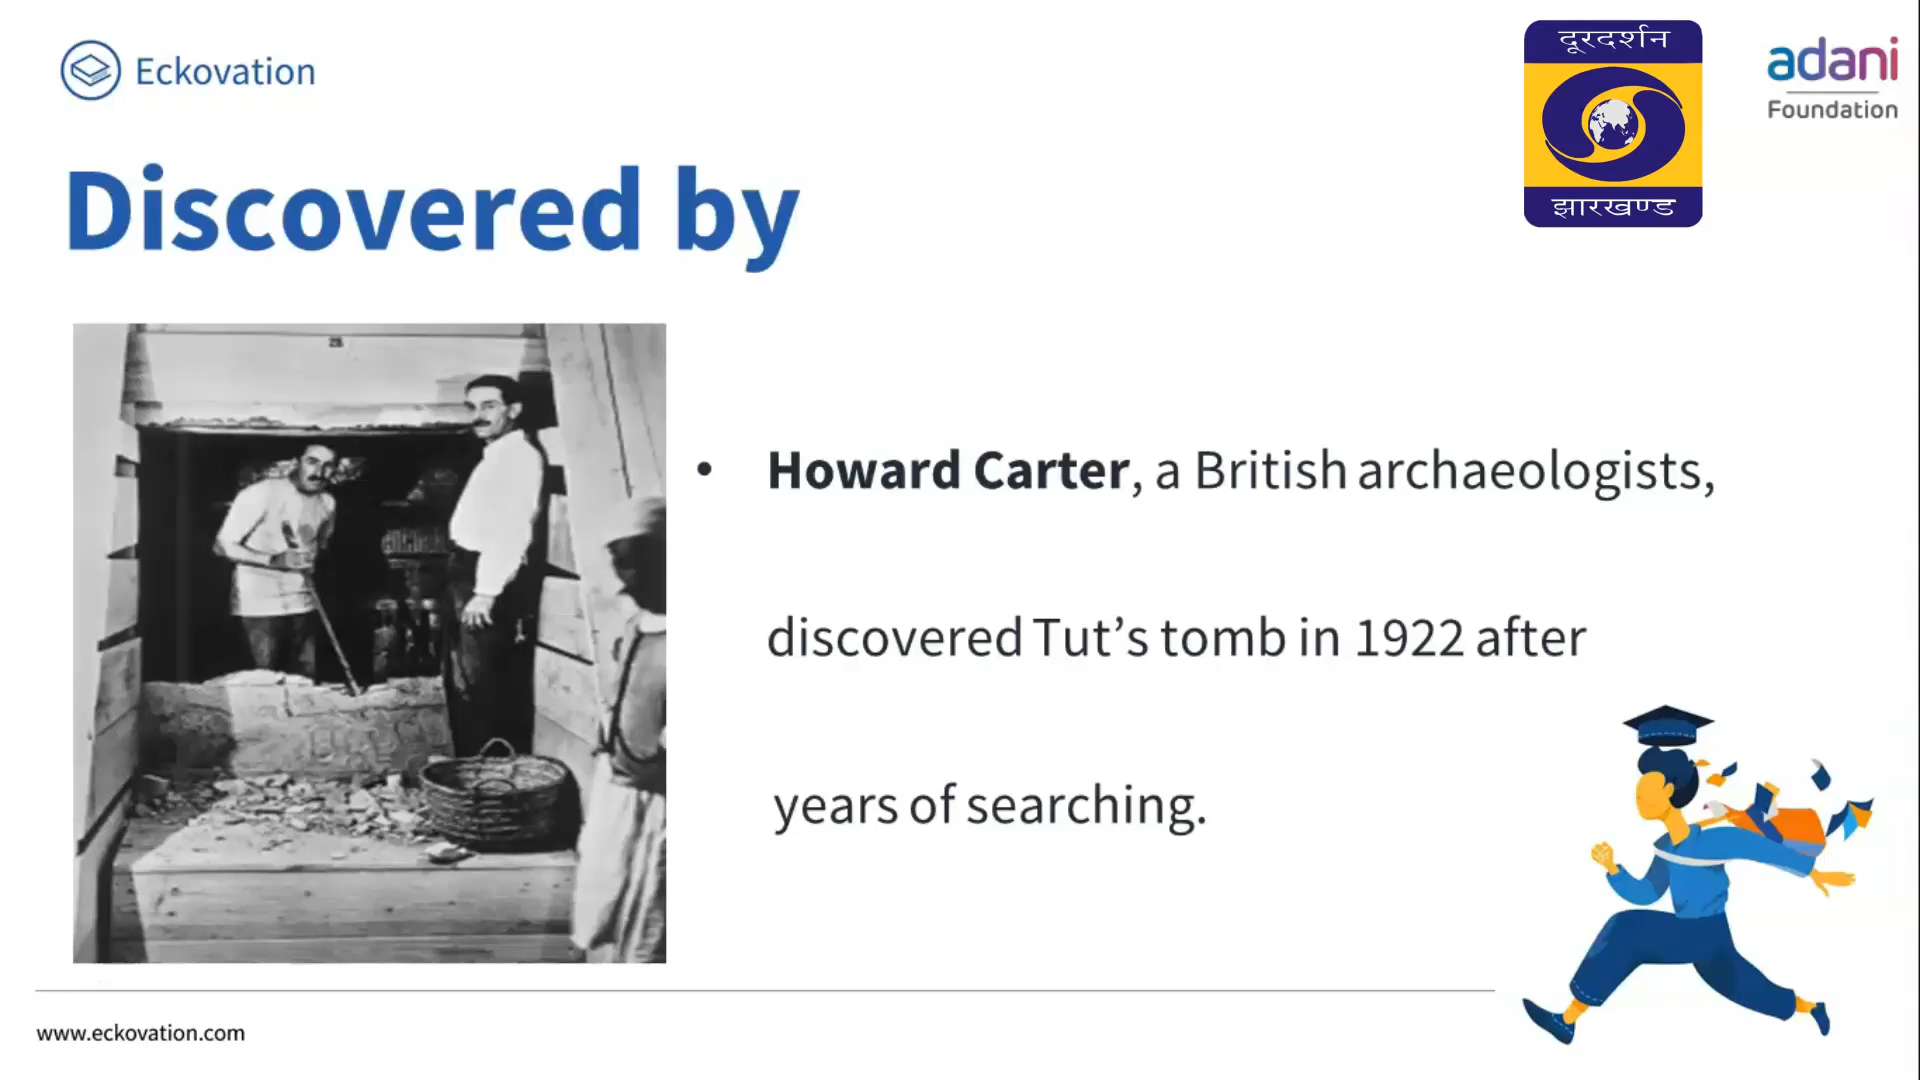 Eckovation
दूरदर्शन
झारखण्ड
adani
Foundation
Discovered by
28
• Howard Carter, a British archaeologists,
discovered Tut’s tomb in 1922 after
years of searching.
www.eckovation.com